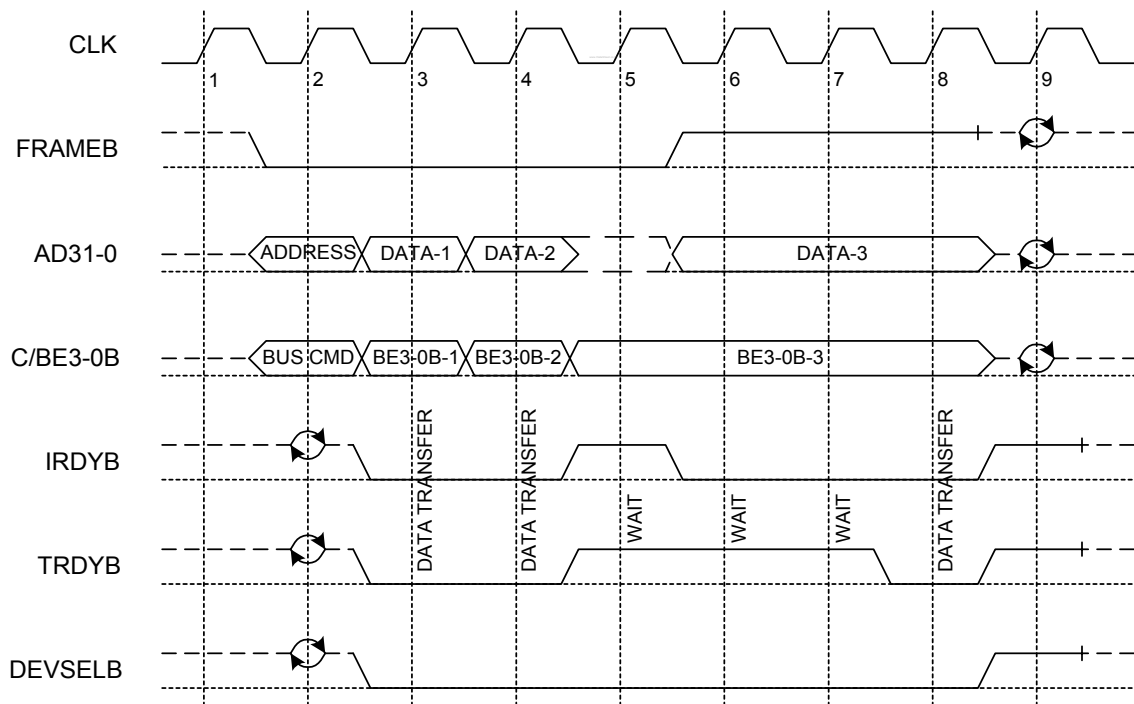 CLK
1 2 3 4 5 6 7 8 9
FRAMEB
AD31-0
ADDRESS DATA-1 DATA-2 DATA-3
C/BE3-0B
BUS CMD BE3-0B-1 BE3-0B-2 BE3-0B-3
IRDYB
DATA TRANSFER
DATA TRANSFER
WAIT
WAIT
WAIT
DATA TRANSFER
TRDYB
DEVSELB